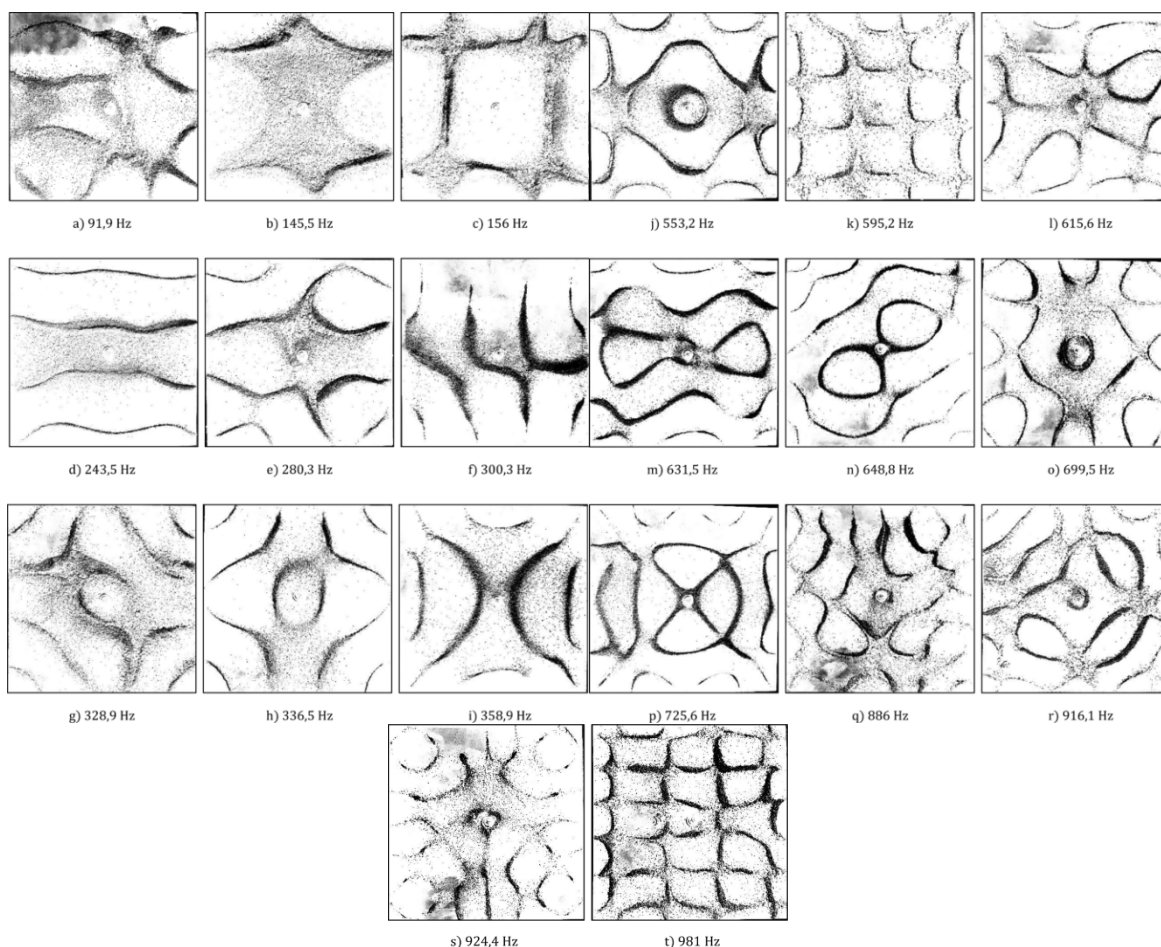 a) 91,9 Hz
b) 145,5 Hz
c) 156 Hz
j) 553,2 Hz
k) 595,2 Hz
l) 615,6 Hz
d) 243,5 Hz
e) 280,3 Hz
f) 300,3 Hz
m) 631,5 Hz
n) 648,8 Hz
o) 699,5 Hz
g) 328,9 Hz
h) 336,5 Hz
i) 358,9 Hz
p) 725,6 Hz
q) 886 Hz
r) 916,1 Hz
s) 924,4 Hz
t) 981 Hz